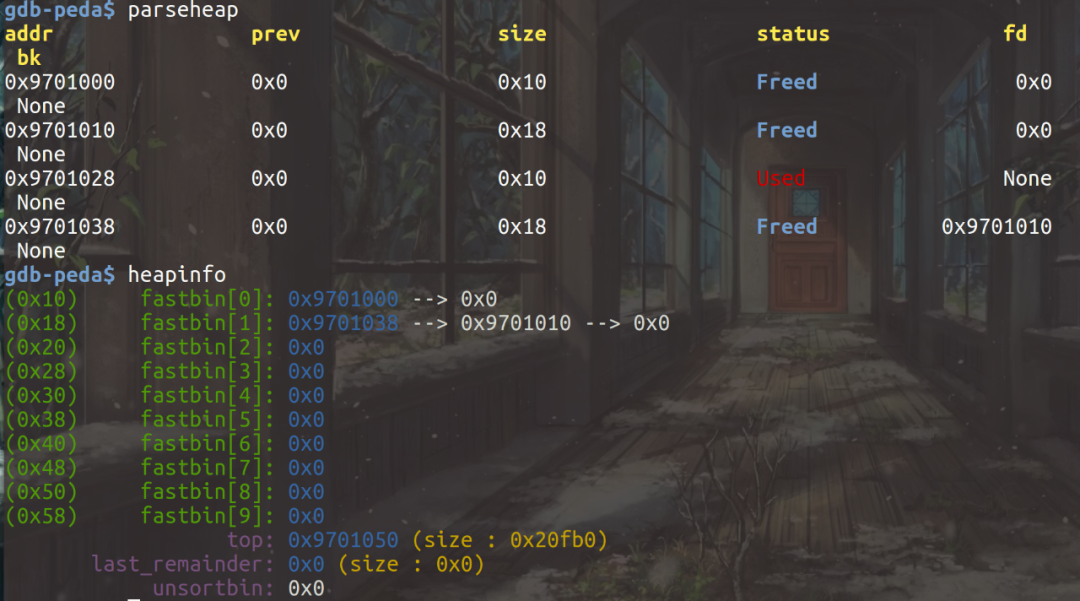 gdb-peda$ parseheap
addr                prev                size                status              fd
 bk
0x9701000           0x0                 0x10                Freed               0x0
 None
0x9701010           0x0                 0x18                Freed               0x0
 None
0x9701028           0x0                 0x10                Used                None
 None
0x9701038           0x0                 0x18                Freed               0x9701010
 None
gdb-peda$ heapinfo
(0x10)     fastbin[0]: 0x9701000 --> 0x0
(0x18)     fastbin[1]: 0x9701038 --> 0x9701010 --> 0x0
(0x20)     fastbin[2]: 0x0
(0x28)     fastbin[3]: 0x0
(0x30)     fastbin[4]: 0x0
(0x38)     fastbin[5]: 0x0
(0x40)     fastbin[6]: 0x0
(0x48)     fastbin[7]: 0x0
(0x50)     fastbin[8]: 0x0
(0x58)     fastbin[9]: 0x0
                  top: 0x9701050 (size : 0x20fb0)
       last_remainder: 0x0 (size : 0x0)
            unsortbin: 0x0